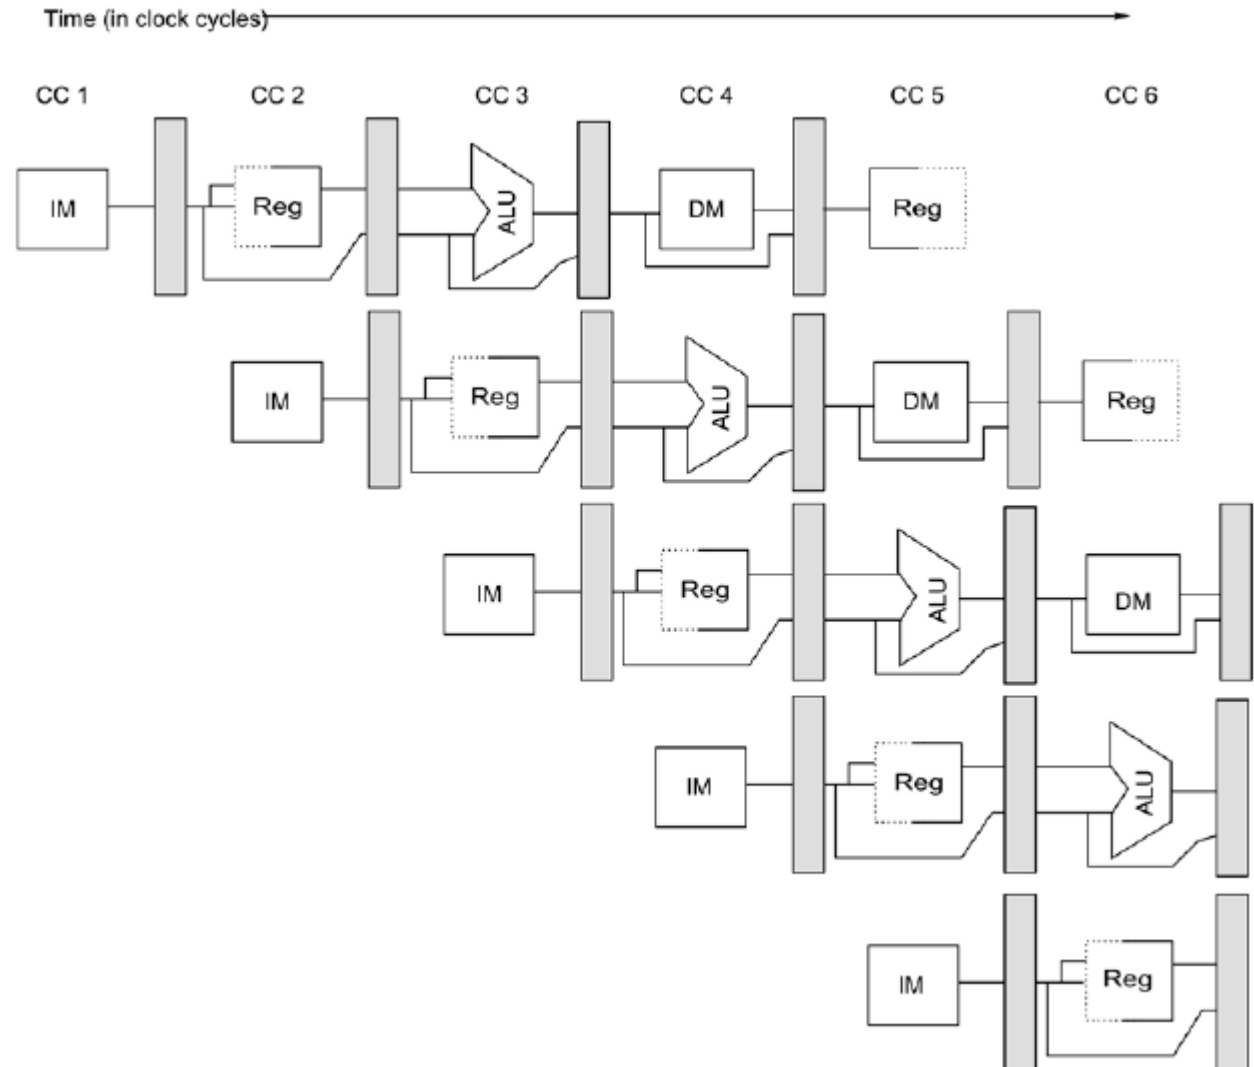 Time (in clock cycles)
CC 1 CC 2 CC 3 CC 4 CC 5 CC 6
IM Reg ALU DM Reg
IM Reg ALU DM Reg
IM Reg ALU DM
IM Reg ALU
IM Reg